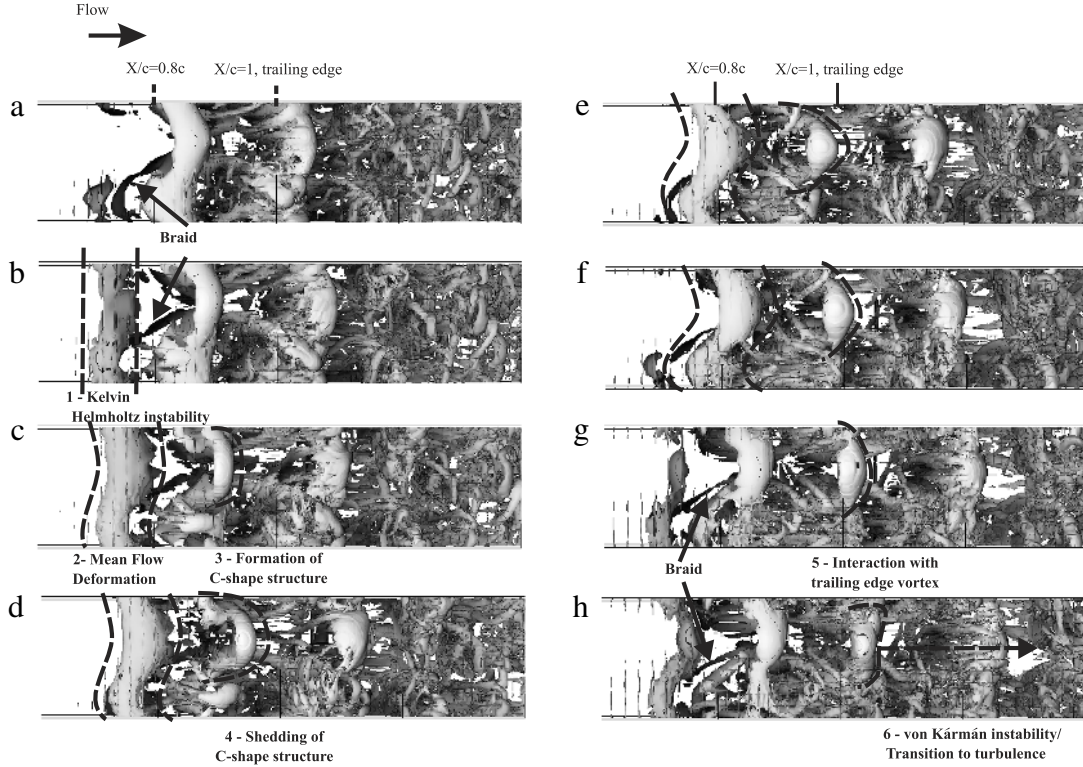 Flow
X/c=0.8c
X/c=1, trailing edge
a
Braid
b
1 - Kelvin
Helmholtz instability
c
2- Mean Flow
Deformation
3 - Formation of
C-shape structure
d
4 - Shedding of
C-shape structure
X/c=0.8c
X/c=1, trailing edge
e
f
g
Braid
5 - Interaction with
trailing edge vortex
h
6 - von Kármán instability/
Transition to turbulence